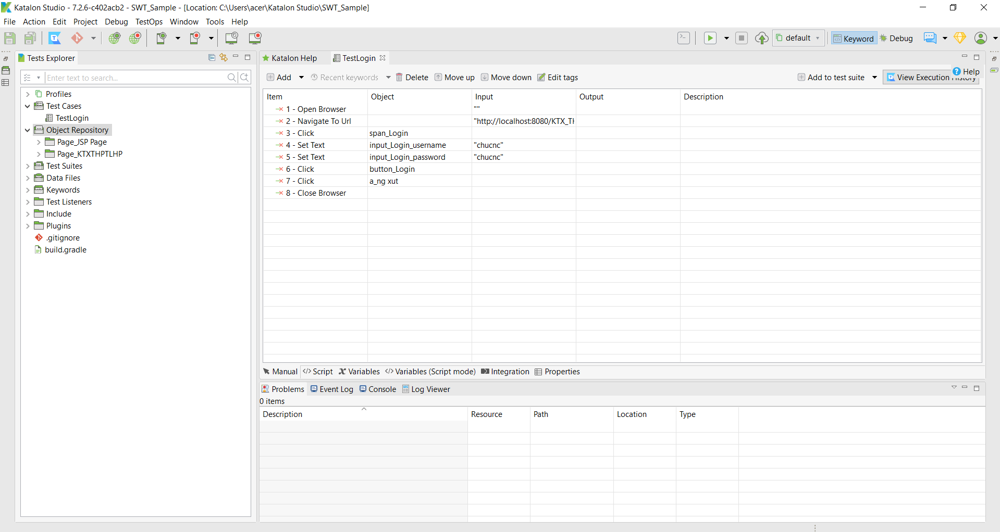 Katalon Studio - 7.2.6-c402acb2 - SWT_Sample - [Location: C:\Users\acer\Katalon Studio\SWT_Sample]
File Action Edit Project Debug TestOps Window Tools Help
default Keyword Debug
Tests Explorer
Enter text to search...
Profiles
Test Cases
TestLogin
Object Repository
Page_JSP Page
Page_KTXTHPTLHP
Test Suites
Data Files
Keywords
Test Listeners
Include
Plugins
.gitignore
build.gradle
Katalon Help TestLogin
Help
Add Recent keywords Delete Move up Move down Edit tags Add to test suite View Execution History
Item Object Input Output Description
1 - Open Browser ""
2 - Navigate To Url "http://localhost:8080/KTX_TH
3 - Click span_Login
4 - Set Text input_Login_username "chucnc"
5 - Set Text input_Login_password "chucnc"
6 - Click button_Login
7 - Click a_ng xut
8 - Close Browser
Manual Script Variables Variables (Script mode) Integration Properties
Problems Event Log Console Log Viewer
0 items
Description Resource Path Location Type